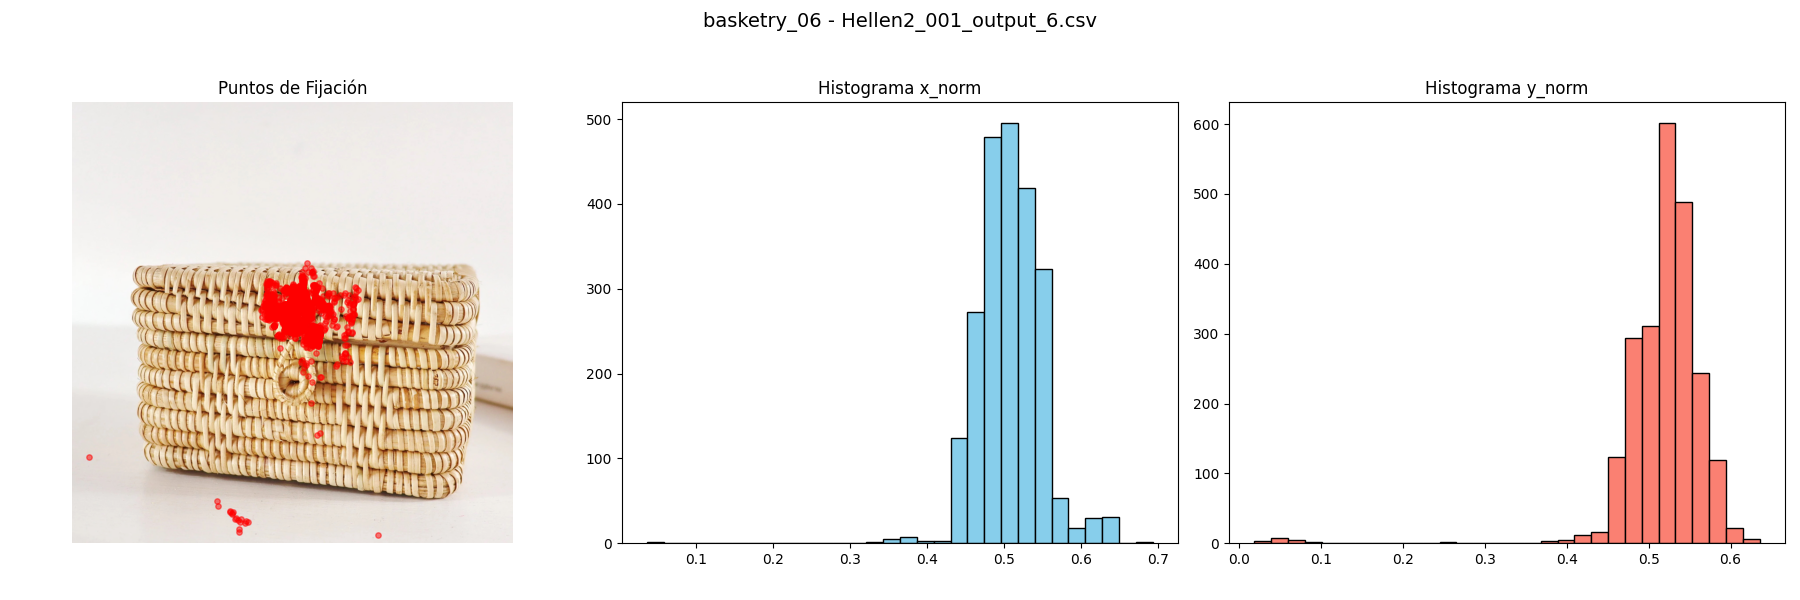 basketry_06 - Hellen2_001_output_6.csv
Puntos de Fijación
Histograma x_norm
500
400
300
200
100
0
0.1 0.2 0.3 0.4 0.5 0.6 0.7
Histograma y_norm
600
500
400
300
200
100
0
0.0 0.1 0.2 0.3 0.4 0.5 0.6